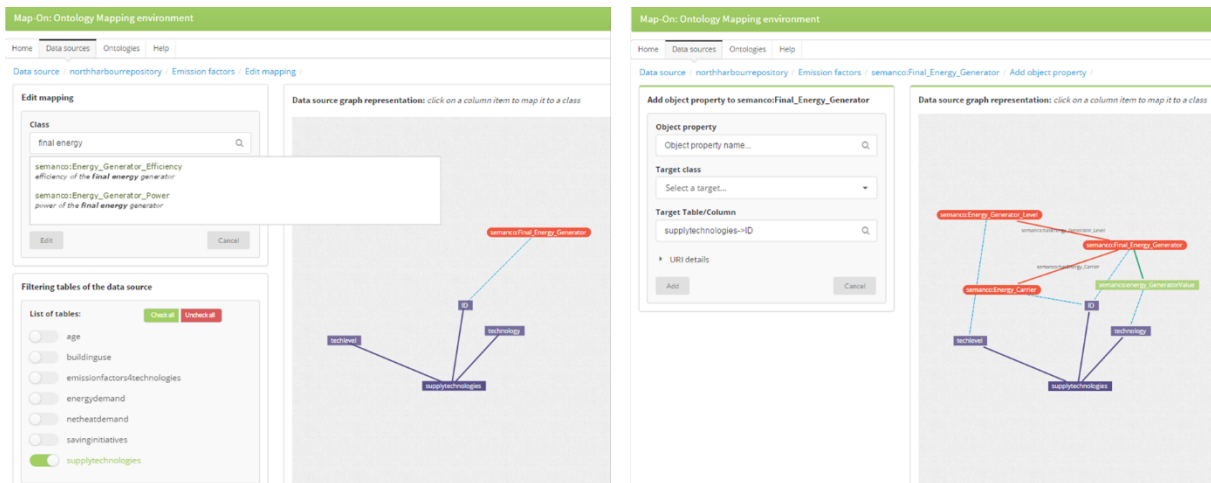 Map-On: Ontology Mapping environment
Home Data sources Ontologies Help
Data source / northharbourrepository / Emission factors / Edit mapping /
Edit mapping
Class
final energy
semanco:Energy_Generator_Efficiency
efficiency of the final energy generator
semanco:Energy_Generator_Power
power of the final energy generator
Edit Cancel
Filtering tables of the data source
List of tables: Check all Uncheck all
age
buildinguse
emissionfactors4technologies
energydemand
netheatdemand
savinginitiatives
supplytechnologies
Data source graph representation: click on a column item to map it to a class
semanco:Final_Energy_Generator
ID
technology
techlevel
supplytechnologies
Map-On: Ontology Mapping environment
Home Data sources Ontologies Help
Data source / northharbourrepository / Emission factors / semanco:Final_Energy_Generator / Add object property /
Add object property to semanco:Final_Energy_Generator
Object property
Object property name...
Target class
Select a target...
Target Table/Column
supplytechnologies->ID
URI details
Add Cancel
Data source graph representation: click on a column item to map it to a class
semanco:Energy_Generator_Level
semanco:hasEnergy_Generator_Level
semanco:Final_Energy_Generator
semanco:hasEnergy_Carrier
semanco:energy_GeneratorValue
semanco:Energy_Carrier
ID
technology
techlevel
supplytechnologies